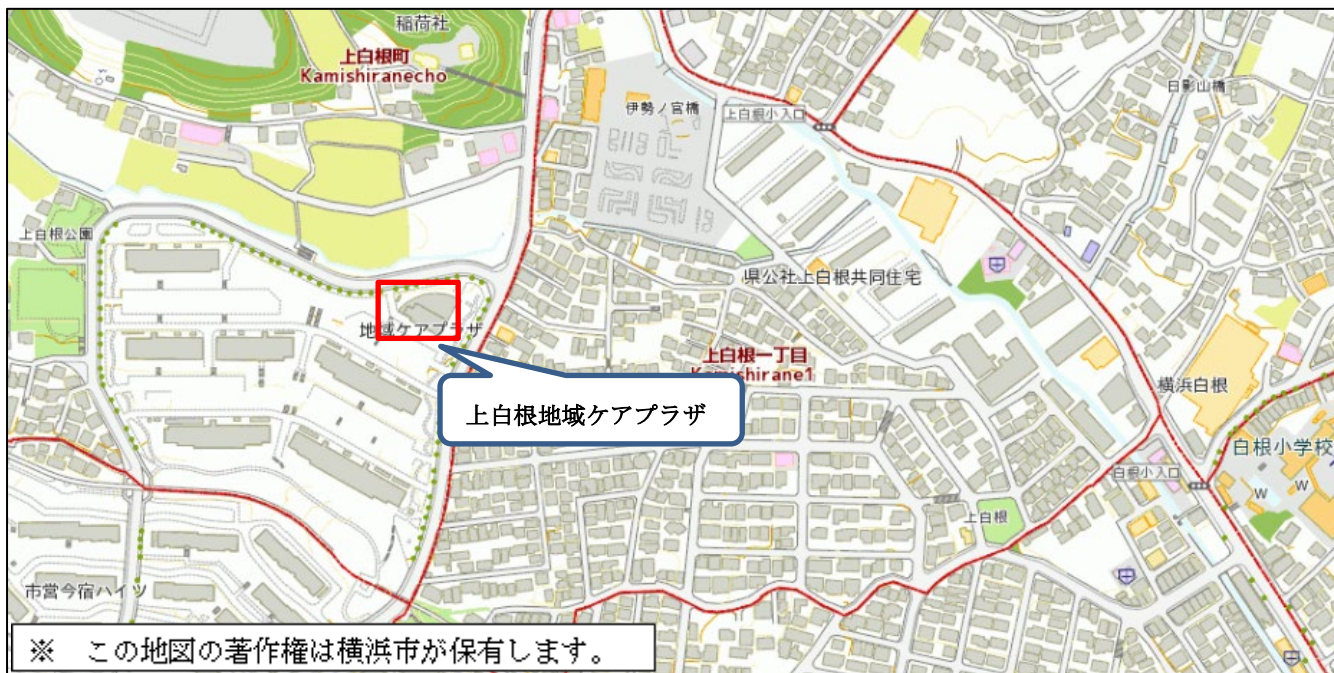 稲荷社
上白根町
Kamishiranecho
伊勢ノ宮橋
上白根小入口
日影山橋
上白根公園
県公社上白根共同住宅
地域ケアプラザ
上白根一丁目
Kamishirane1
横浜白根
上白根地域ケアプラザ
白根小学校
白根小入口
W
W
上白根
市営今宿ハイツ
※ この地図の著作権は横浜市が保有します。